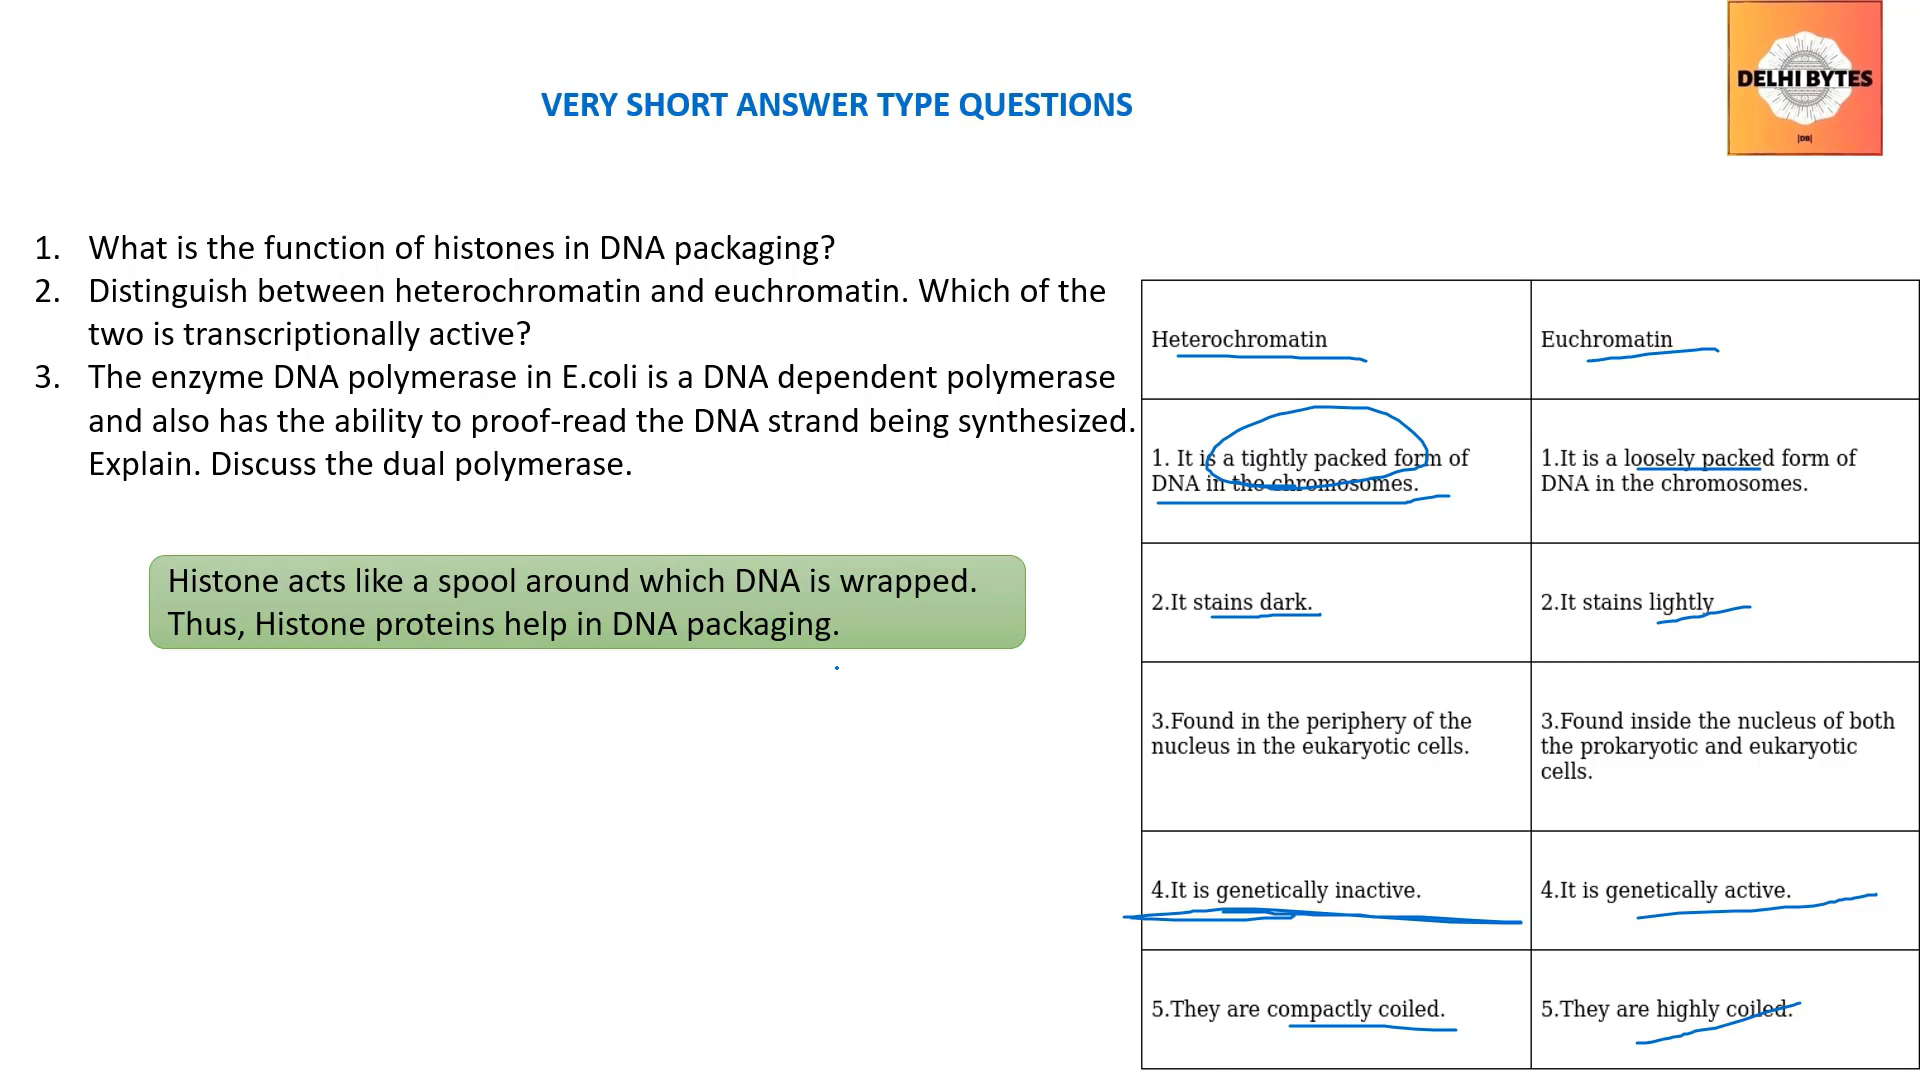 DELHI BYTES
|DB|
VERY SHORT ANSWER TYPE QUESTIONS
1. What is the function of histones in DNA packaging?
2. Distinguish between heterochromatin and euchromatin. Which of the
two is transcriptionally active?
3. The enzyme DNA polymerase in E.coli is a DNA dependent polymerase
and also has the ability to proof-read the DNA strand being synthesized.
Explain. Discuss the dual polymerase.
Histone acts like a spool around which DNA is wrapped.
Thus, Histone proteins help in DNA packaging.
Heterochromatin
Euchromatin
1. It is a tightly packed form of
DNA in the chromosomes.
1.It is a loosely packed form of
DNA in the chromosomes.
2.It stains dark.
2.It stains lightly
3.Found in the periphery of the
nucleus in the eukaryotic cells.
3.Found inside the nucleus of both
the prokaryotic and eukaryotic
cells.
4.It is genetically inactive.
4.It is genetically active.
5.They are compactly coiled.
5.They are highly coiled.